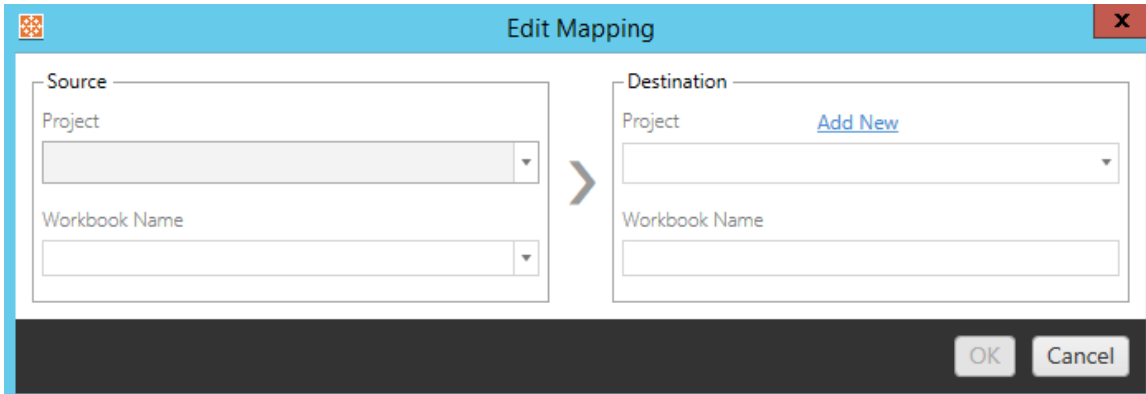 Edit Mapping
x
Source
Project
Workbook Name
Destination
Project Add New
Workbook Name
OK Cancel